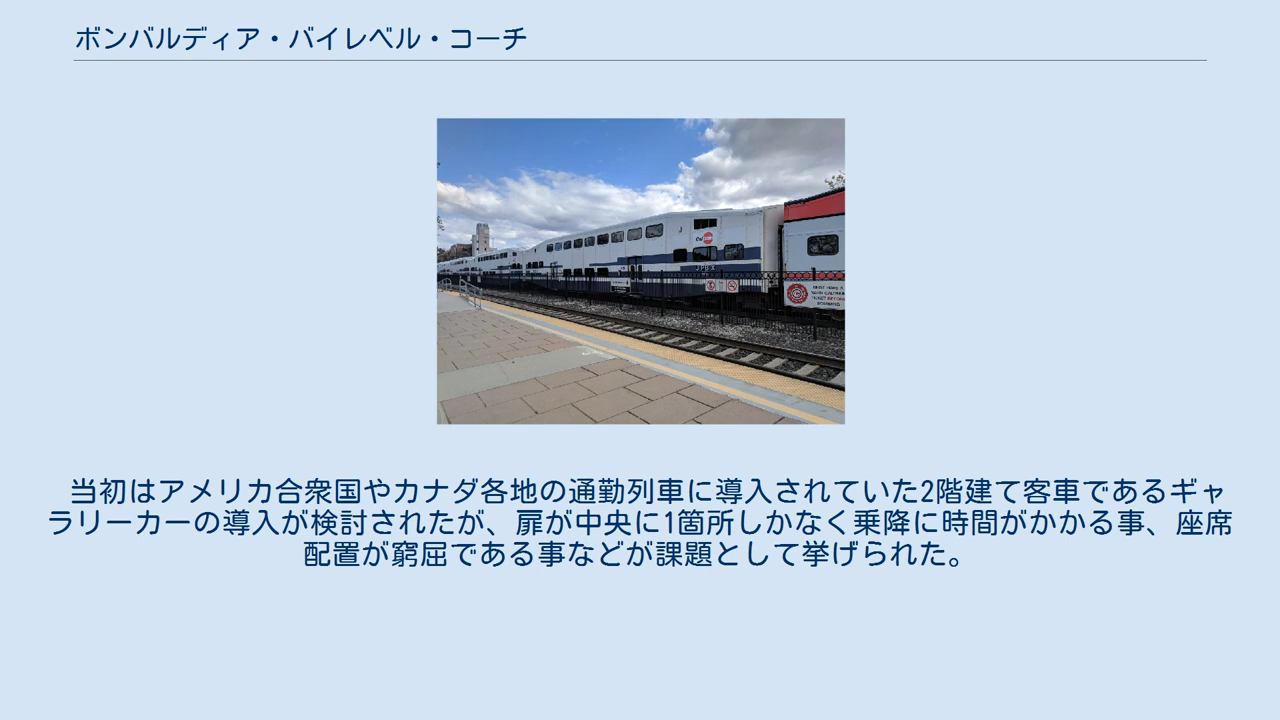 ボンバルディア・バイレベル・コーチ
JPBX
当初はアメリカ合衆国やカナダ各地の通勤列車に導入されていた2階建て客車であるギャ
ラリーカーの導入が検討されたが、扉が中央に1箇所しかなく乗降に時間がかかる事、座席
配置が窮屈である事などが課題として挙げられた。